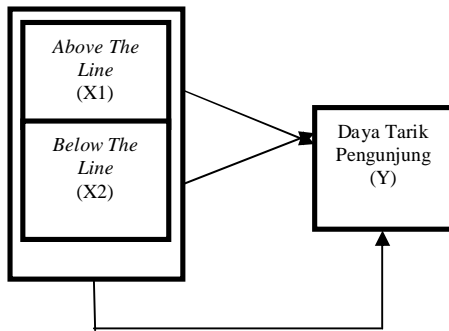 Above The
Line
(X1)
Below The
Line
(X2)
Daya Tarik
Pengunjung
(Y)